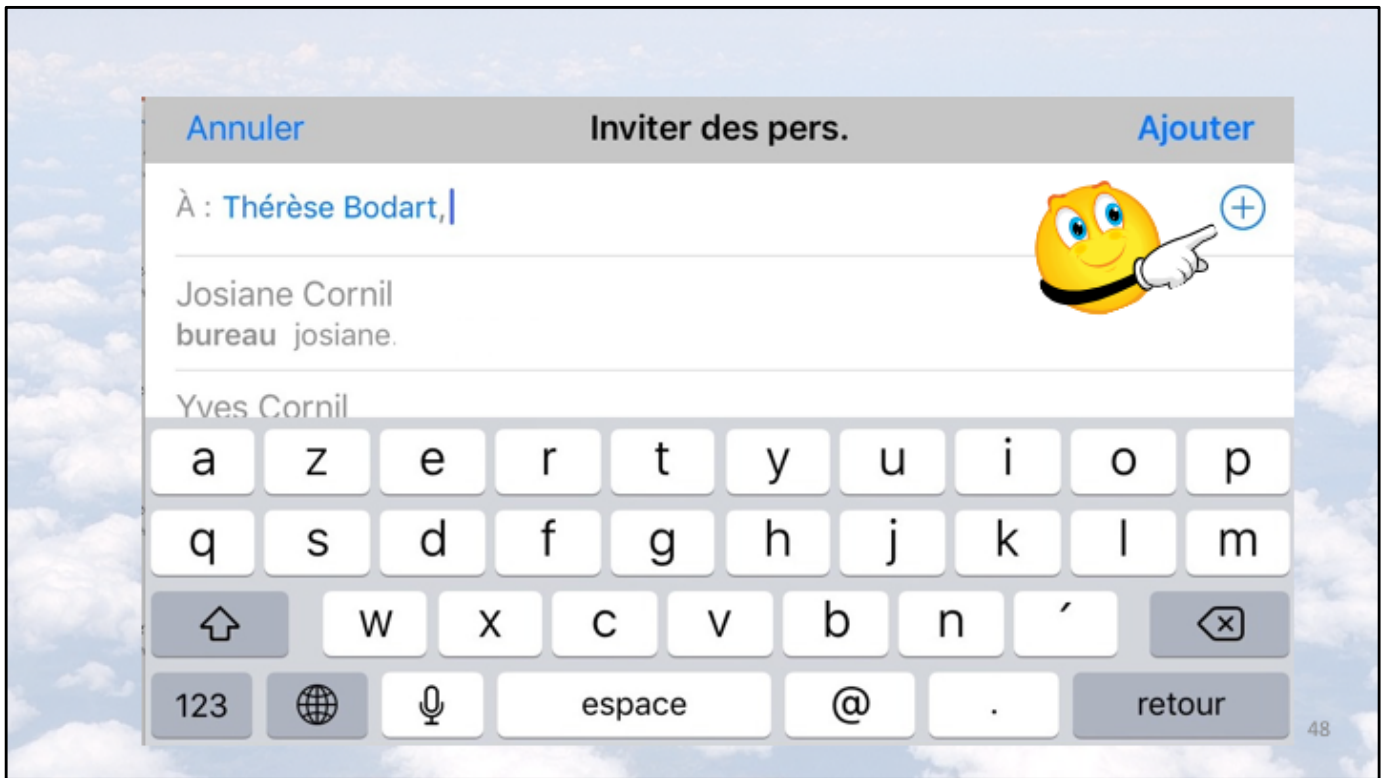 Annuler Inviter des pers. Ajouter
À : Thérèse Bodart,
Josiane Cornil
bureau josiane.
Yves Cornil
a z e r t y u i o p
q s d f g h j k l m
w x c v b n ´
123 espace @ . retour
48